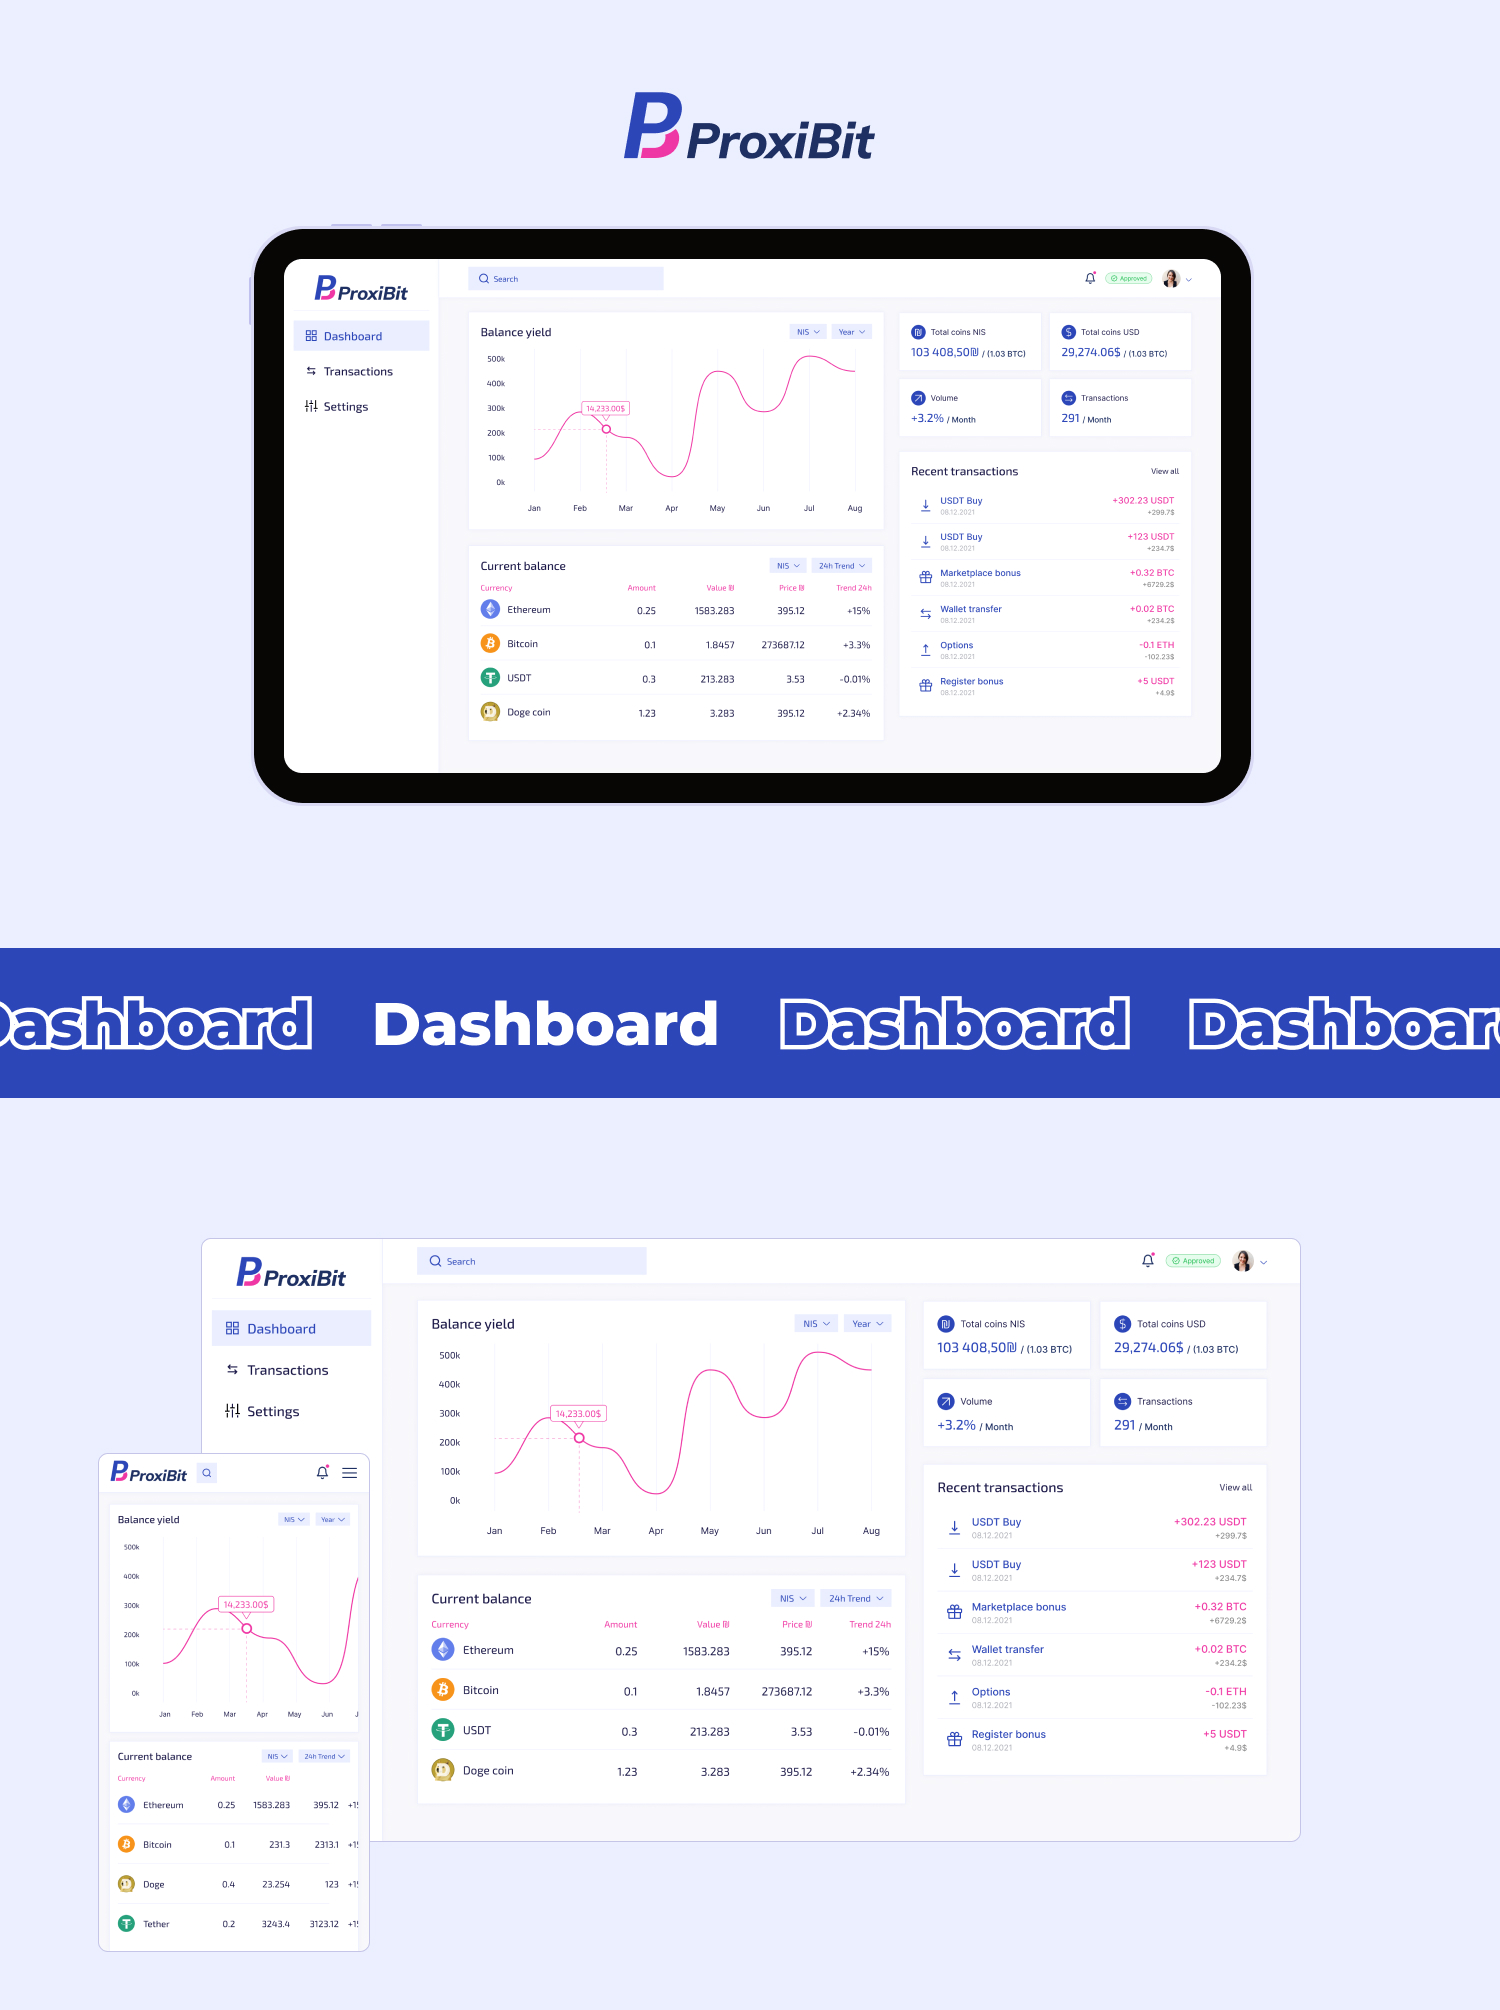 ProxiBit
ProxiBit
Search
Approved
Dashboard
Transactions
Settings
Balance yield
NIS
Year
500k
400k
300k
200k
100k
0k
14,233.00$
Jan Feb Mar Apr May Jun Jul Aug
Total coins NIS
103 408,50₪ / (1.03 BTC)
Total coins USD
29,274.06$ / (1.03 BTC)
Volume
+3.2% / Month
Transactions
291 / Month
Current balance
NIS
24h Trend
Currency Amount Value ₪ Price ₪ Trend 24h
Ethereum 0.25 1583.283 395.12 +15%
Bitcoin 0.1 1.8457 273687.12 +3.3%
USDT 0.3 213.283 3.53 -0.01%
Doge coin 1.23 3.283 395.12 +2.34%
Recent transactions View all
USDT Buy +302.23 USDT
08.12.2021 +299.7$
USDT Buy +123 USDT
08.12.2021 +234.7$
Marketplace bonus +0.32 BTC
08.12.2021 +6729.2$
Wallet transfer +0.02 BTC
08.12.2021 +234.2$
Options -0.1 ETH
08.12.2021 -102.23$
Register bonus +5 USDT
08.12.2021 +4.9$
Dashboard Dashboard Dashboard Dashboard
ProxiBit
Search
Approved
Dashboard
Transactions
Settings
Balance yield
NIS
Year
500k
400k
300k
200k
100k
0k
14,233.00$
Jan Feb Mar Apr May Jun Jul Aug
Total coins NIS
103 408,50₪ / (1.03 BTC)
Total coins USD
29,274.06$ / (1.03 BTC)
Volume
+3.2% / Month
Transactions
291 / Month
Current balance
NIS
24h Trend
Currency Amount Value ₪ Price ₪ Trend 24h
Ethereum 0.25 1583.283 395.12 +15%
Bitcoin 0.1 1.8457 273687.12 +3.3%
USDT 0.3 213.283 3.53 -0.01%
Doge coin 1.23 3.283 395.12 +2.34%
Recent transactions View all
USDT Buy +302.23 USDT
08.12.2021 +299.7$
USDT Buy +123 USDT
08.12.2021 +234.7$
Marketplace bonus +0.32 BTC
08.12.2021 +6729.2$
Wallet transfer +0.02 BTC
08.12.2021 +234.2$
Options -0.1 ETH
08.12.2021 -102.23$
Register bonus +5 USDT
08.12.2021 +4.9$
ProxiBit
Balance yield
NIS
Year
500k
400k
300k
200k
100k
0k
14,233.00$
Jan Feb Mar Apr May Jun J
Current balance
NIS
24h Trend
Currency Amount Value ₪
Ethereum 0.25 1583.283 395.12 +15
Bitcoin 0.1 231.3 2313.1 +15
Doge 0.4 23.254 123 +15
Tether 0.2 3243.4 3123.12 +15